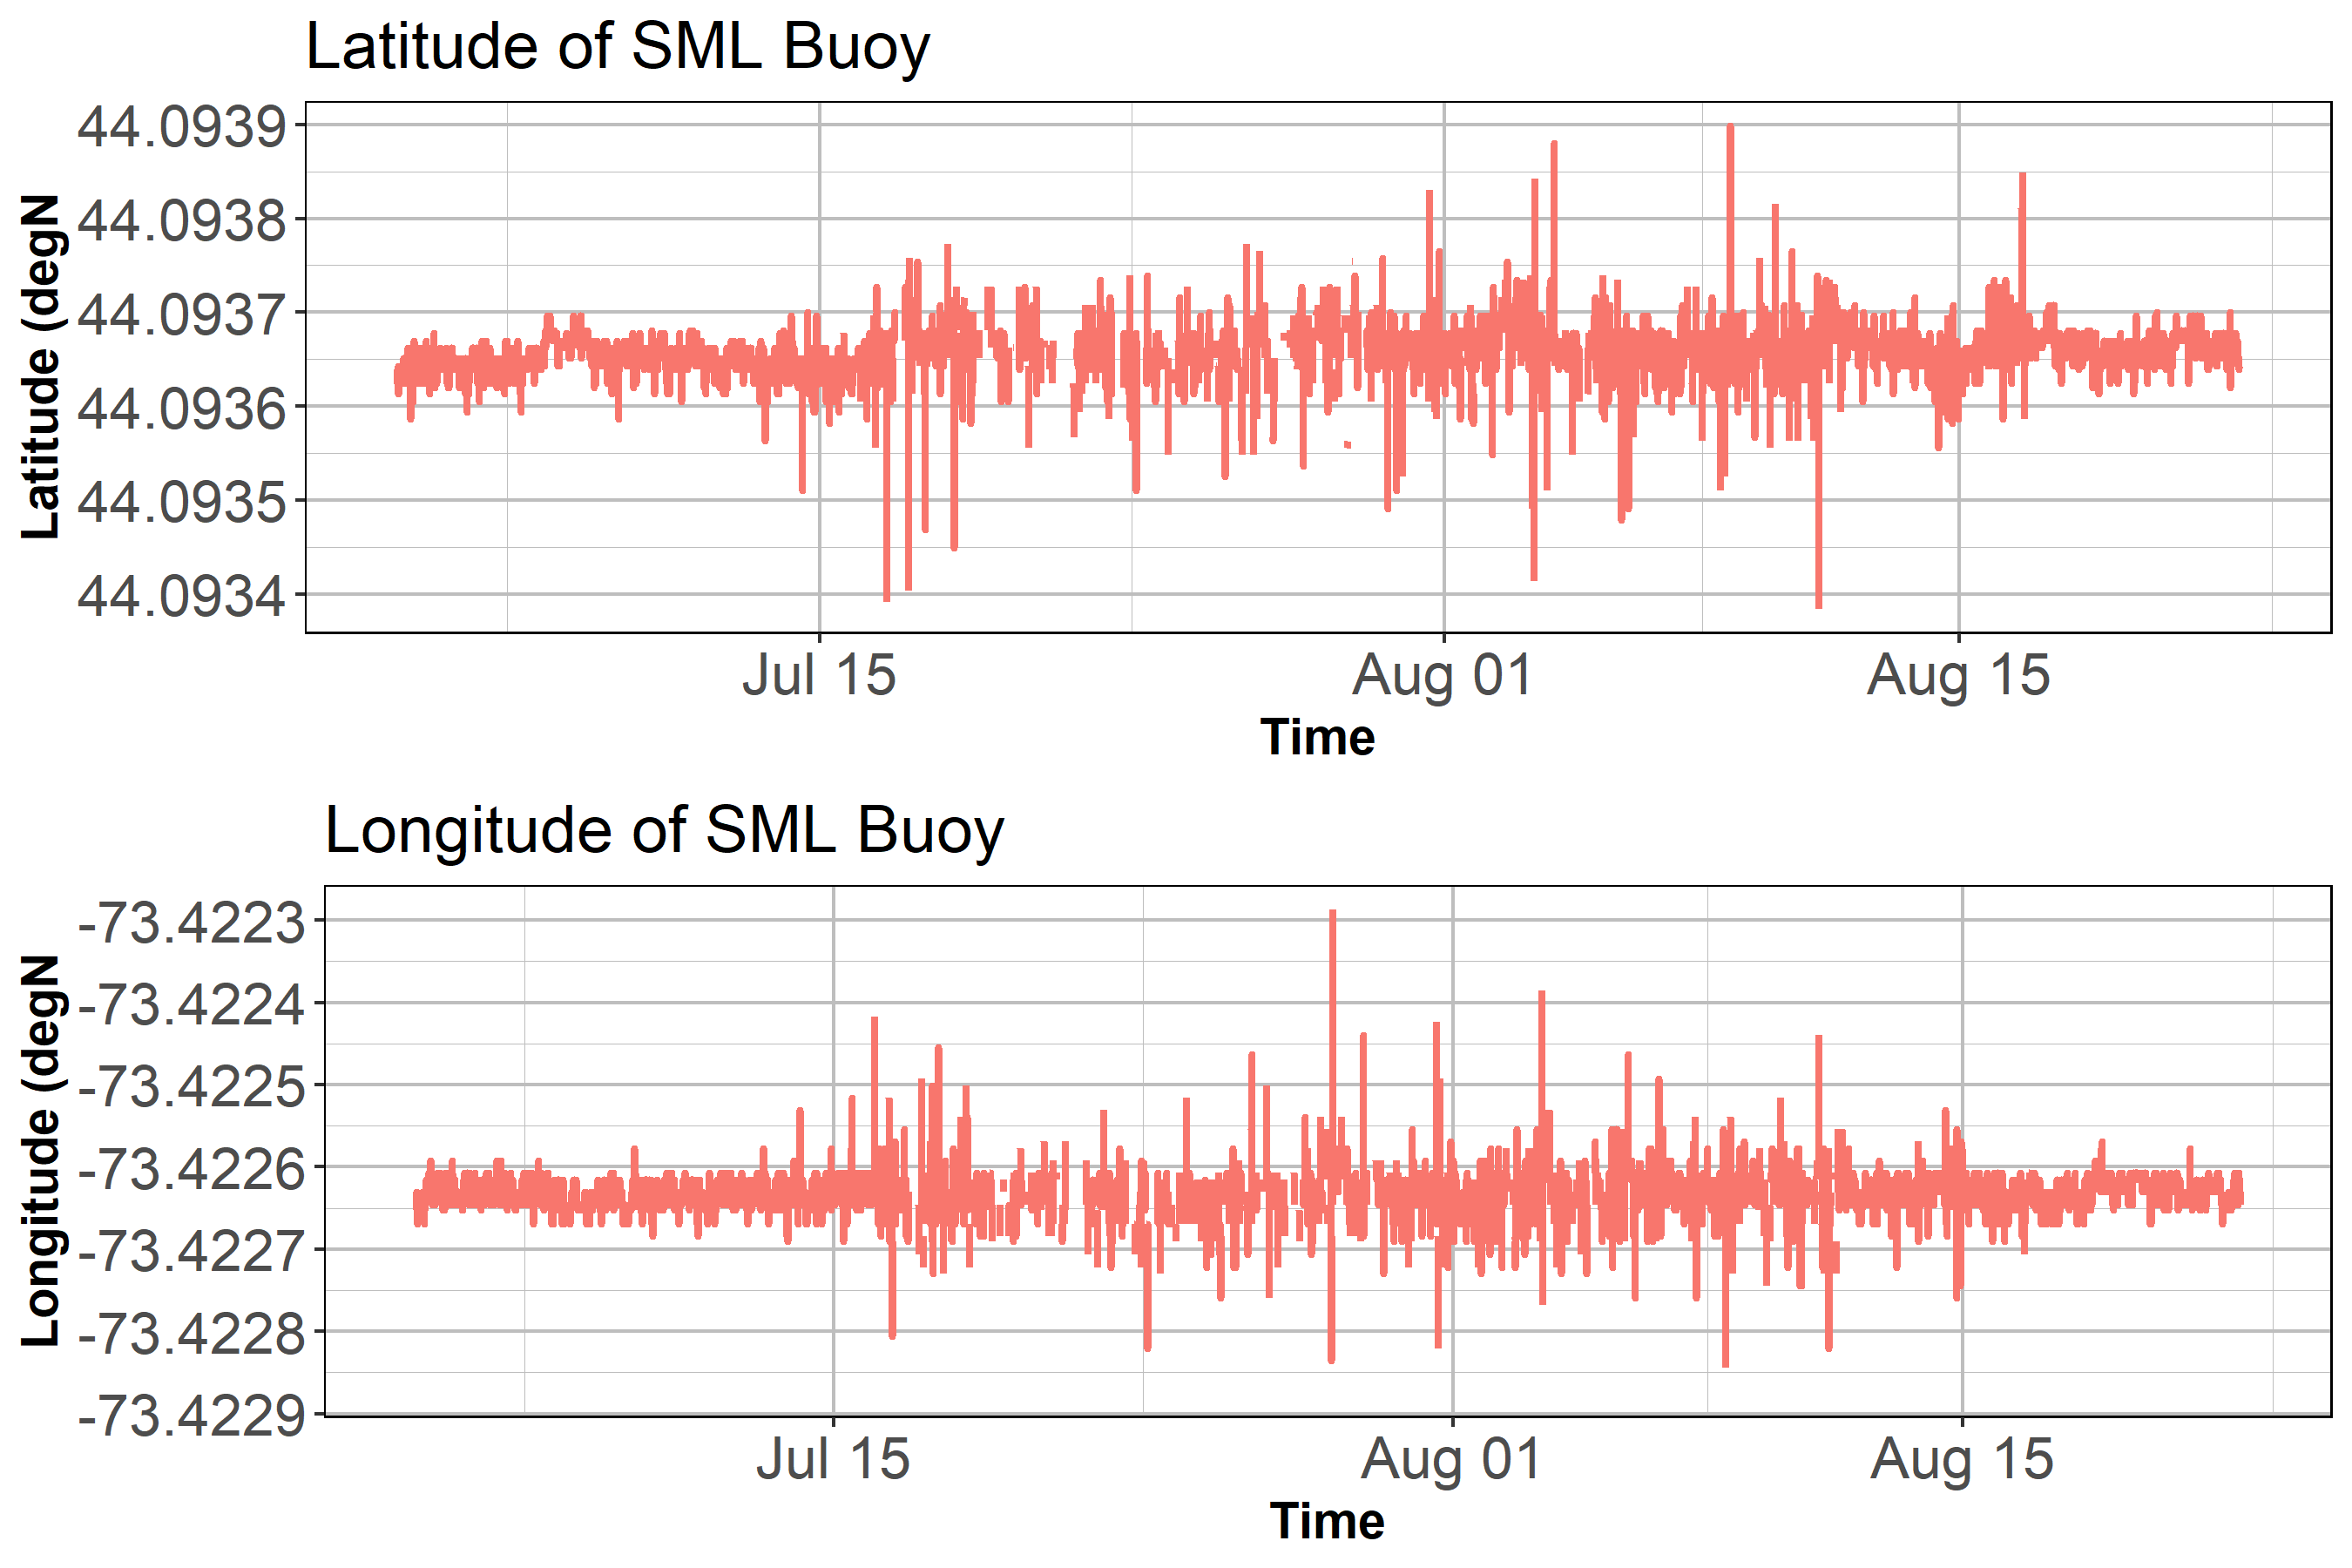 Latitude of SML Buoy
44.0939
44.0938
44.0937
44.0936
44.0935
44.0934
Latitude (degN
Jul 15 Aug 01 Aug 15
Time
Longitude of SML Buoy
-73.4223
-73.4224
-73.4225
-73.4226
-73.4227
-73.4228
-73.4229
Longitude (degN
Jul 15 Aug 01 Aug 15
Time